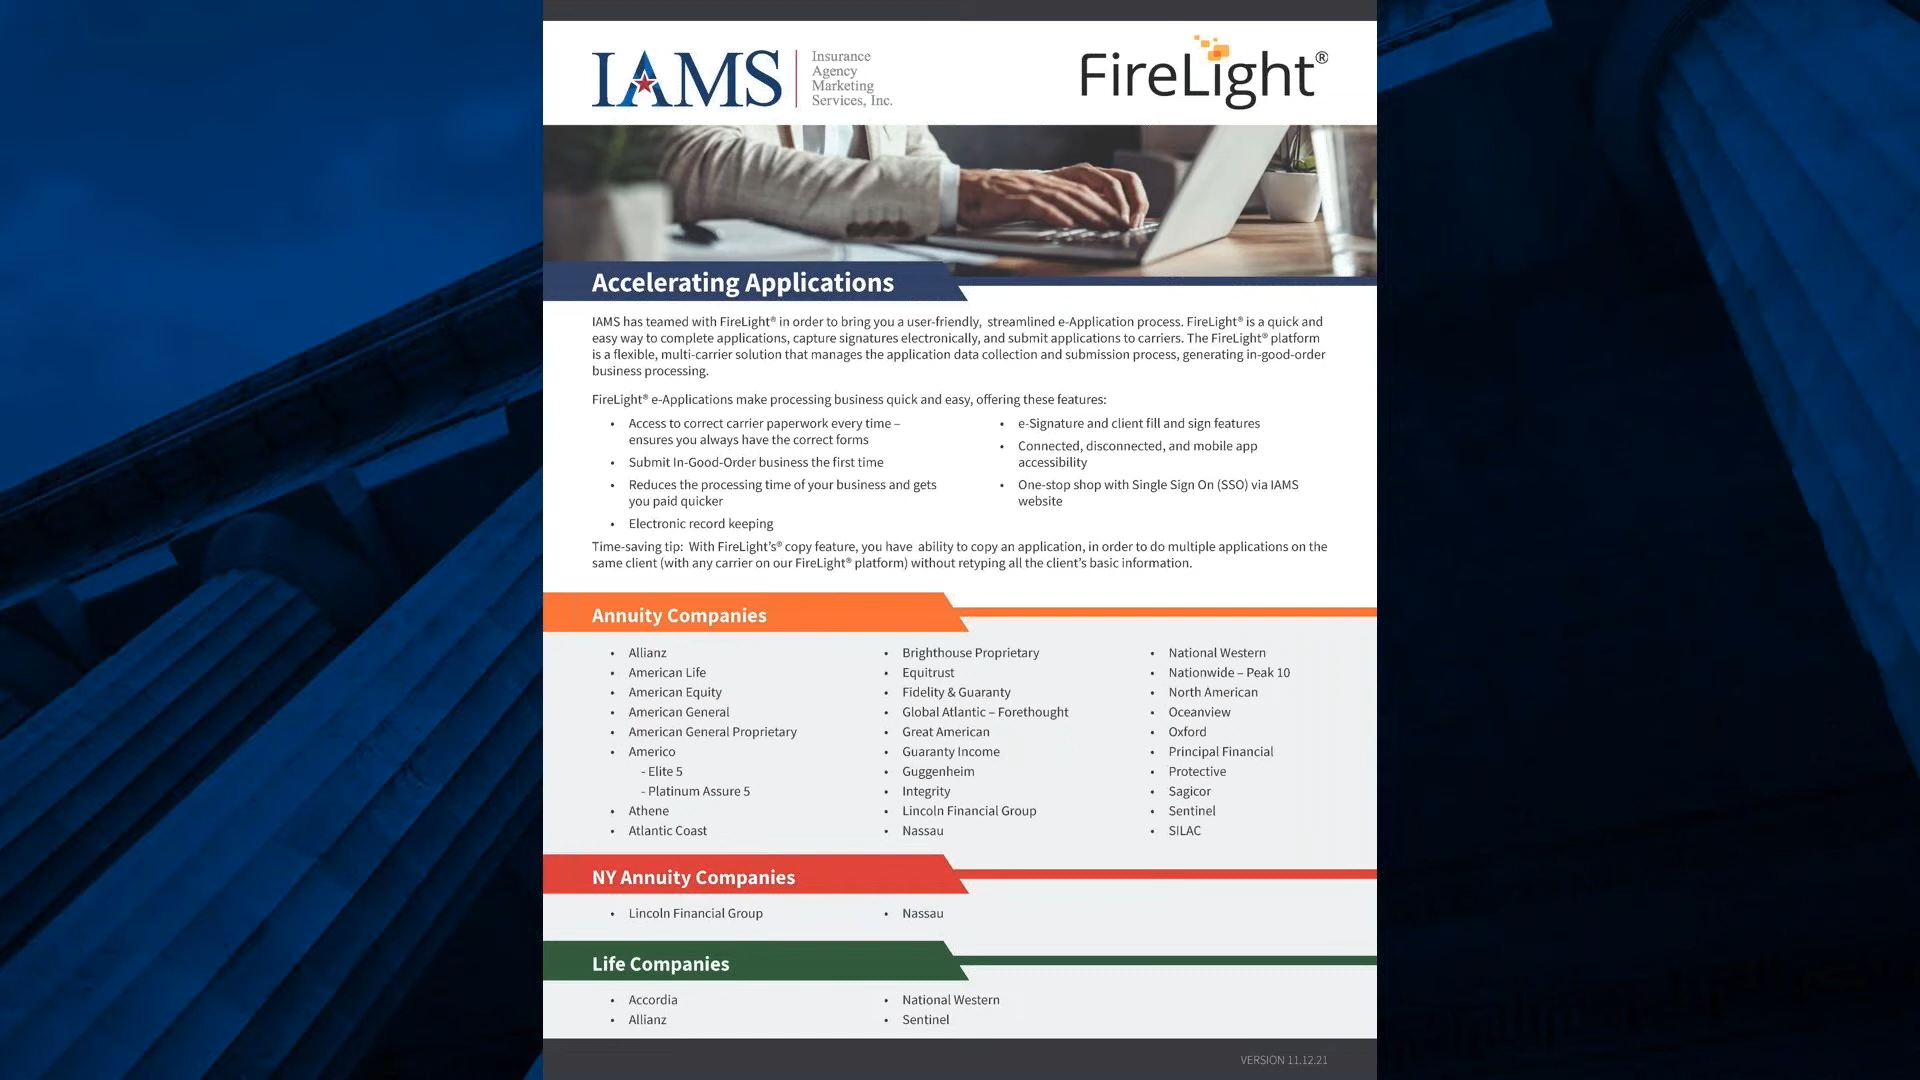 IAMS
Insurance
Agency
Marketing
Services, Inc.
FireLight®
Accelerating Applications
IAMS has teamed with FireLight® in order to bring you a user-friendly, streamlined e-Application process. FireLight® is a quick and
easy way to complete applications, capture signatures electronically, and submit applications to carriers. The FireLight® platform
is a flexible, multi-carrier solution that manages the application data collection and submission process, generating in-good-order
business processing.
FireLight® e-Applications make processing business quick and easy, offering these features:
• Access to correct carrier paperwork every time –
ensures you always have the correct forms
• Submit In-Good-Order business the first time
• Reduces the processing time of your business and gets
you paid quicker
• Electronic record keeping
• e-Signature and client fill and sign features
• Connected, disconnected, and mobile app
accessibility
• One-stop shop with Single Sign On (SSO) via IAMS
website
Time-saving tip: With FireLight's® copy feature, you have ability to copy an application, in order to do multiple applications on the
same client (with any carrier on our FireLight® platform) without retyping all the client's basic information.
Annuity Companies
• Allianz
• American Life
• American Equity
• American General
• American General Proprietary
• Americo
- Elite 5
- Platinum Assure 5
• Athene
• Atlantic Coast
• Brighthouse Proprietary
• Equitrust
• Fidelity & Guaranty
• Global Atlantic – Forethought
• Great American
• Guaranty Income
• Guggenheim
• Integrity
• Lincoln Financial Group
• Nassau
• National Western
• Nationwide – Peak 10
• North American
• Oceanview
• Oxford
• Principal Financial
• Protective
• Sagicor
• Sentinel
• SILAC
NY Annuity Companies
• Lincoln Financial Group
• Nassau
Life Companies
• Accordia
• Allianz
• National Western
• Sentinel
VERSION 11.12.21